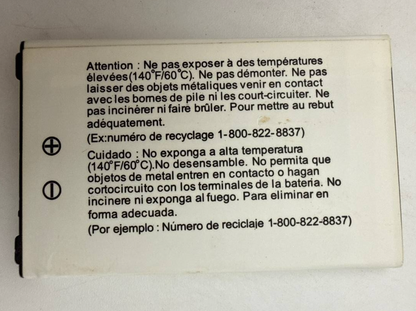 Attention : Ne pas exposer à des températures
élevées(140°F/60°C). Ne pas démonter. Ne pas
laisser des objets métaliques venir en contact
avec les bornes de pile ni les court-circuiter. Ne
pas incinérer ni faire brûler. Pour mettre au rebut
adéquatement.
(Ex:numéro de recyclage 1-800-822-8837)
Cuidado : No exponga a alta temperatura
(140°F/60°C).No desensamble. No permita que
objetos de metal entren en contacto o hagan
cortocircuito con los terminales de la bateria. No
incinere ni exponga al fuego. Para eliminar en
forma adecuada.
(Por ejemplo : Número de reciclaje 1-800-822-8837)
+
-